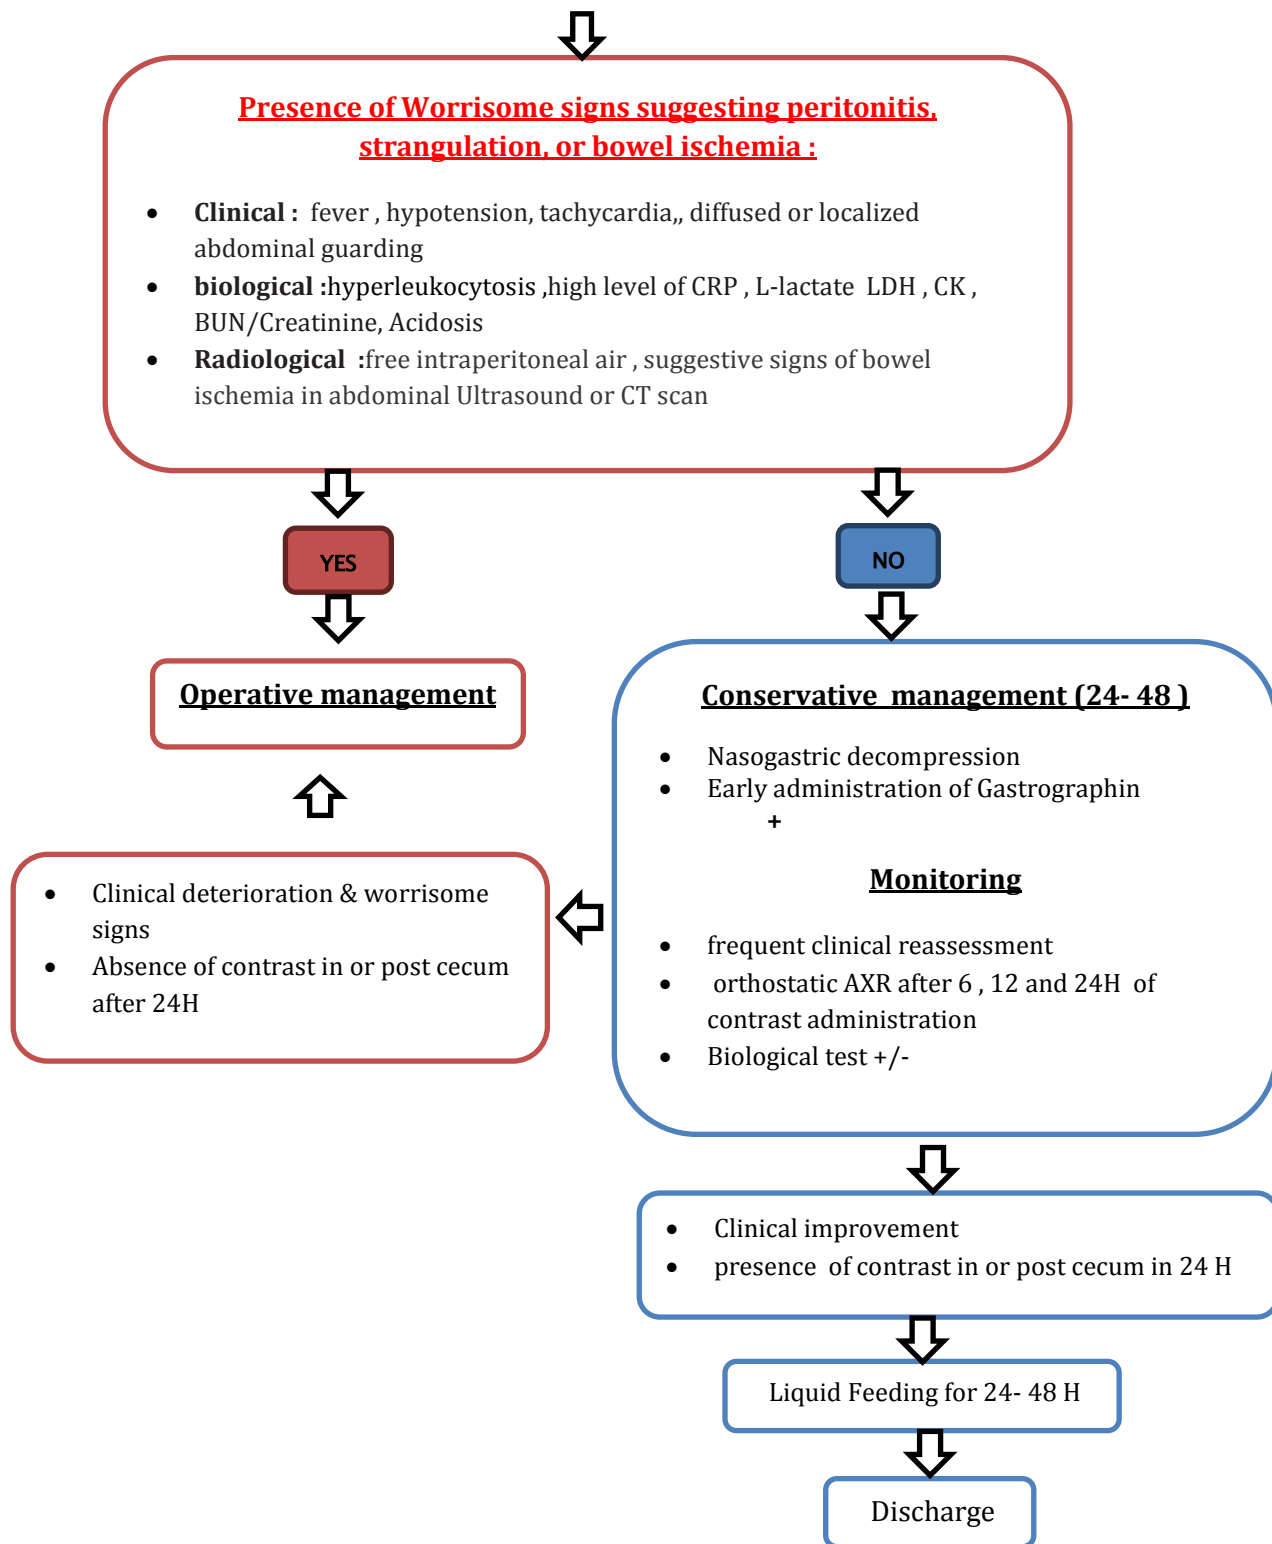 Presence of Worrisome signs suggesting peritonitis,
strangulation, or bowel ischemia :
• Clinical : fever , hypotension, tachycardia,, diffused or localized
abdominal guarding
• biological :hyperleukocytosis ,high level of CRP , L-lactate LDH , CK ,
BUN/Creatinine, Acidosis
• Radiological :free intraperitoneal air , suggestive signs of bowel
ischemia in abdominal Ultrasound or CT scan
YES
NO
Operative management
Conservative management (24- 48 )
• Nasogastric decompression
• Early administration of Gastrographin
+
Monitoring
• frequent clinical reassessment
• orthostatic AXR after 6 , 12 and 24H of
contrast administration
• Biological test +/-
• Clinical deterioration & worrisome
signs
• Absence of contrast in or post cecum
after 24H
• Clinical improvement
• presence of contrast in or post cecum in 24 H
Liquid Feeding for 24- 48 H
Discharge